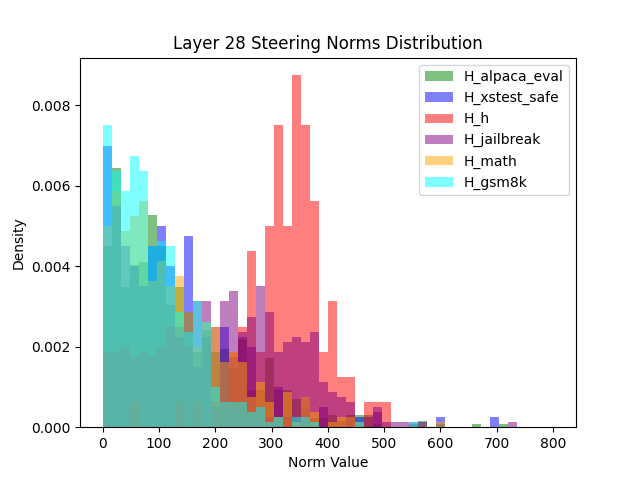 Layer 28 Steering Norms Distribution
H_alpaca_eval
H_xstest_safe
H_h
H_jailbreak
H_math
H_gsm8k
0.008
0.006
0.004
0.002
0.000
Density
0 100 200 300 400 500 600 700 800
Norm Value